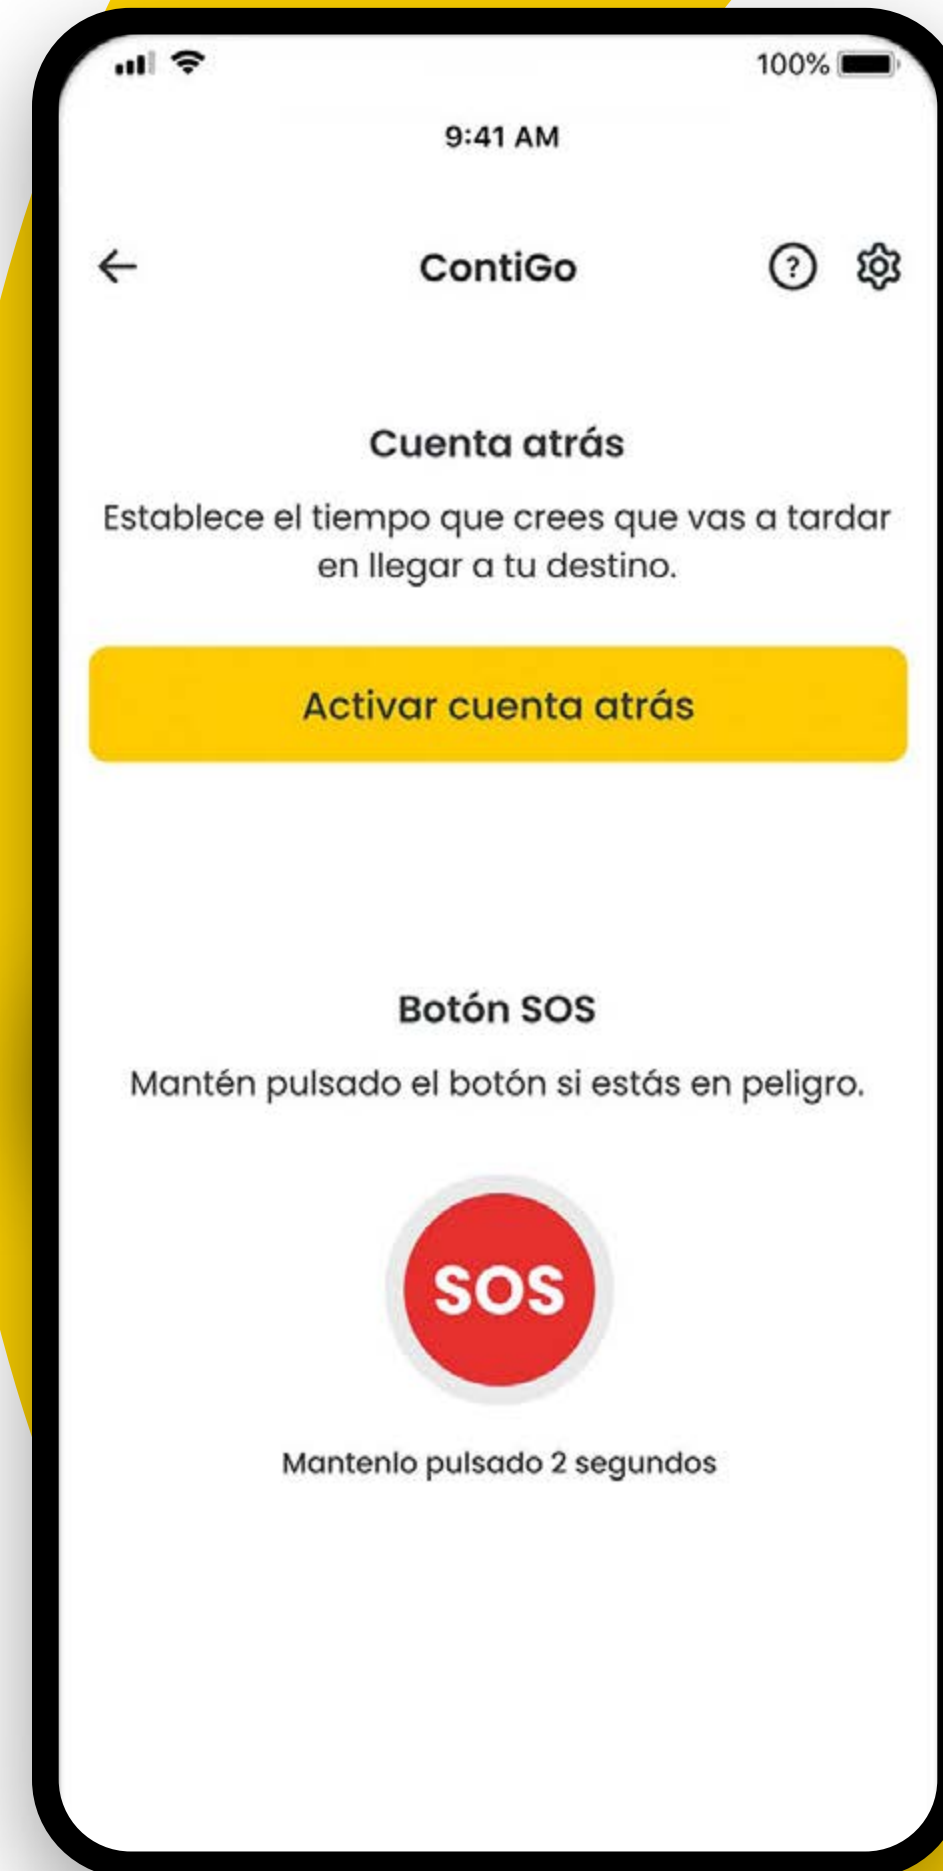 100%
9:41 AM
ContiGo
Cuenta atrás
Establece el tiempo que crees que vas a tardar
en llegar a tu destino.
Activar cuenta atrás
Botón SOS
Mantén pulsado el botón si estás en peligro.
SOS
Mantenlo pulsado 2 segundos